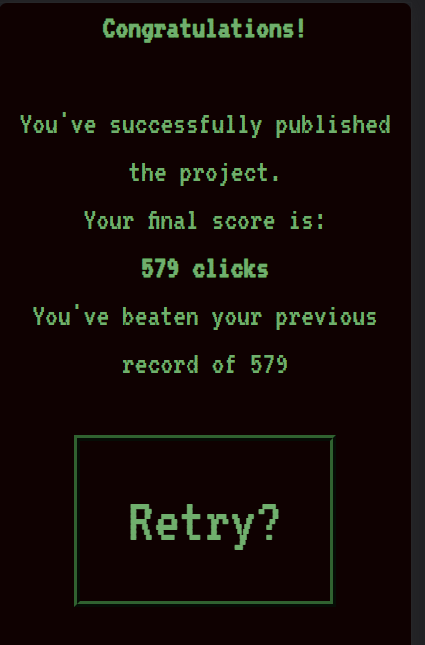 Congratulations!
You've successfully published
the project.
Your final score is:
579 clicks
You've beaten your previous
record of 579
Retry?